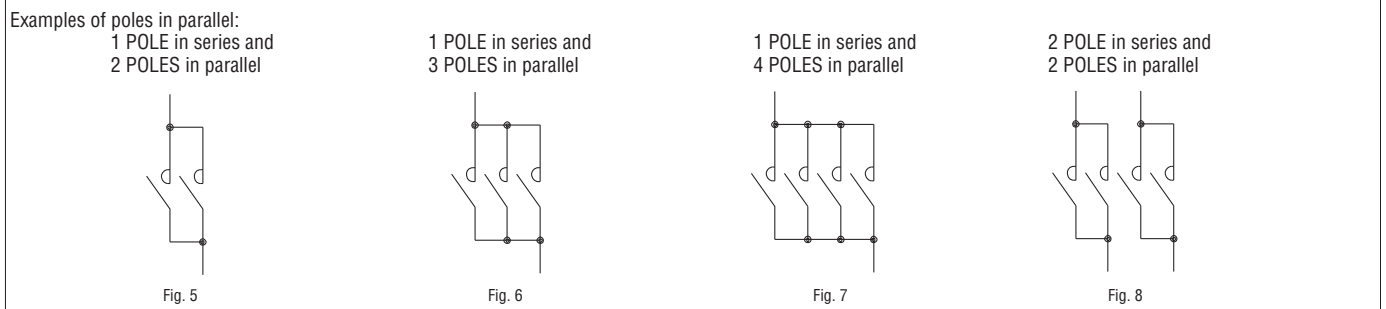 Examples of poles in parallel:
1 POLE in series and
2 POLES in parallel
1 POLE in series and
3 POLES in parallel
1 POLE in series and
4 POLES in parallel
2 POLE in series and
2 POLES in parallel
Fig. 5
Fig. 6
Fig. 7
Fig. 8